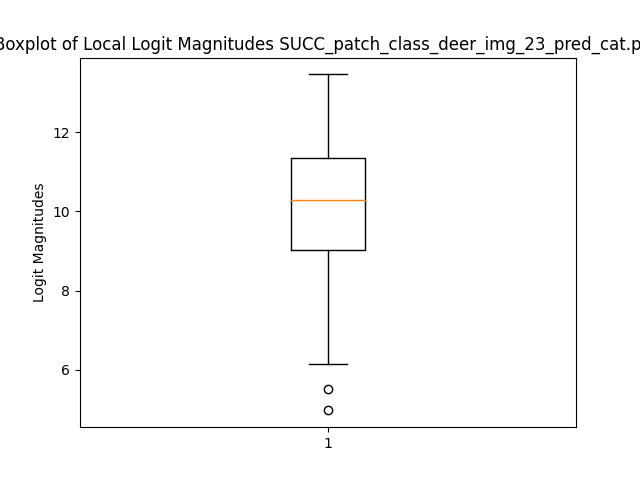 Boxplot of Local Logit Magnitudes SUCC_patch_class_deer_img_23_pred_cat.p
Logit Magnitudes
12
10
8
6
1